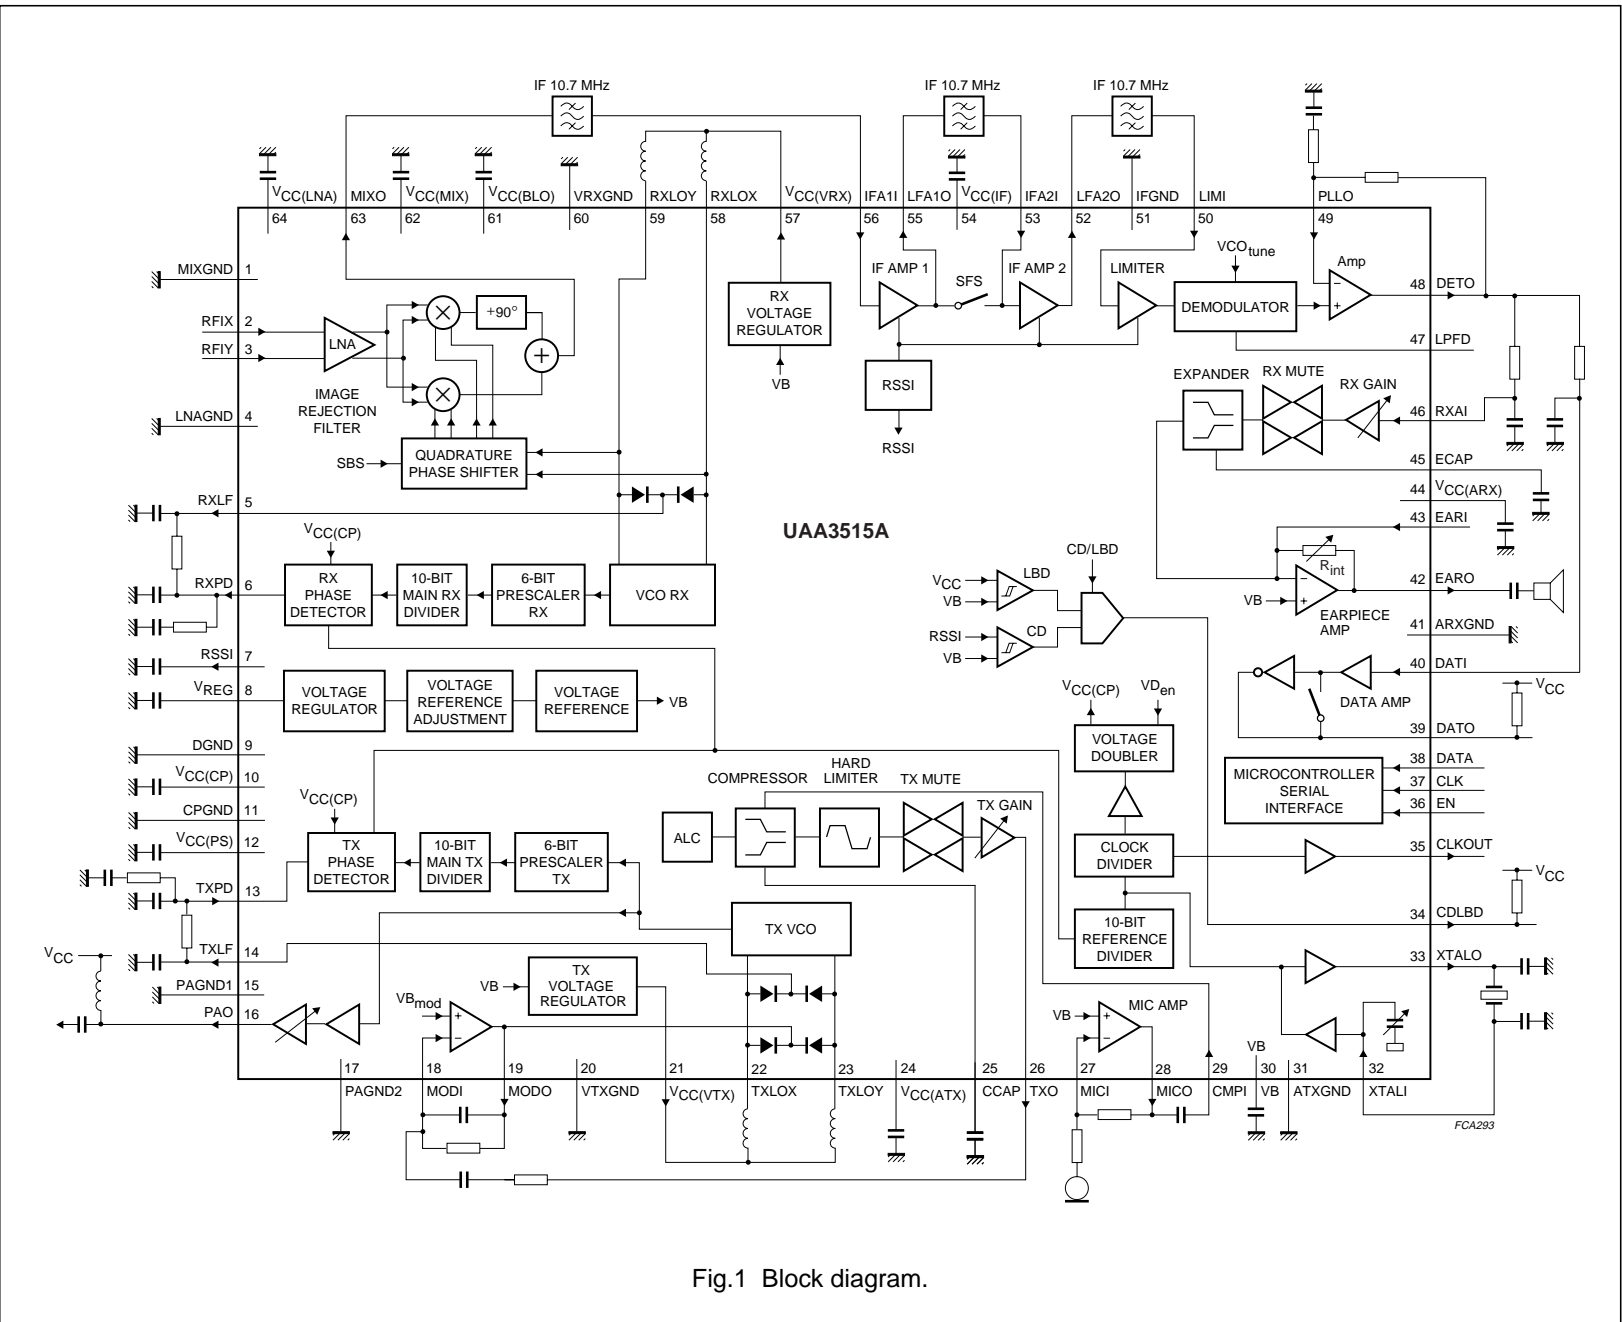 IF 10.7 MHz
IF 10.7 MHz
IF 10.7 MHz
VCC(LNA)
MIXO
VCC(MIX)
VCC(BLO)
VRXGND
RXLOY
RXLOX
VCC(VRX)
IFA1I
LFA1O
VCC(IF)
IFA2I
LFA2O
IFGND
LIMI
PLLO
64
63
62
61
60
59
58
57
56
55
54
53
52
51
50
49
MIXGND 1
RFIX 2
RFIY 3
LNAGND 4
RXLF 5
RXPD 6
RSSI 7
VREG 8
DGND 9
VCC(CP) 10
CPGND 11
VCC(PS) 12
TXPD 13
TXLF 14
PAGND1 15
PAO 16
VCC
LNA
+90°
+
IMAGE
REJECTION
FILTER
SBS
QUADRATURE
PHASE SHIFTER
RX
VOLTAGE
REGULATOR
VB
IF AMP 1
SFS
IF AMP 2
LIMITER
VCOtune
DEMODULATOR
Amp
−
+
RSSI
RSSI
EXPANDER
RX MUTE
RX GAIN
48 DETO
47 LPFD
46 RXAI
45 ECAP
44 VCC(ARX)
43 EARI
42 EARO
41 ARXGND
40 DATI
39 DATO
38 DATA
37 CLK
36 EN
35 CLKOUT
34 CDLBD
33 XTALO
VCC
VCC
UAA3515A
VCC(CP)
RX
PHASE
DETECTOR
10-BIT
MAIN RX
DIVIDER
6-BIT
PRESCALER
RX
VCO RX
CD/LBD
VCC
VB
LBD
RSSI
VB
CD
Rint
−
+
VB
EARPIECE
AMP
VOLTAGE
REGULATOR
VOLTAGE
REFERENCE
ADJUSTMENT
VOLTAGE
REFERENCE
VB
DATA AMP
VCC(CP)
VDen
VOLTAGE
DOUBLER
MICROCONTROLLER
SERIAL
INTERFACE
CLOCK
DIVIDER
10-BIT
REFERENCE
DIVIDER
VCC(CP)
TX
PHASE
DETECTOR
10-BIT
MAIN TX
DIVIDER
6-BIT
PRESCALER
TX
ALC
COMPRESSOR
HARD
LIMITER
TX MUTE
TX GAIN
TX VCO
VB
TX
VOLTAGE
REGULATOR
VBmod
+
−
VB
+
−
MIC AMP
VB
17
18
19
20
21
22
23
24
25
26
27
28
29
30
31
32
PAGND2
MODI
MODO
VTXGND
VCC(VTX)
TXLOX
TXLOY
VCC(ATX)
CCAP
TXO
MICI
MICO
CMPI
VB
ATXGND
XTALI
FCA293
Fig.1 Block diagram.